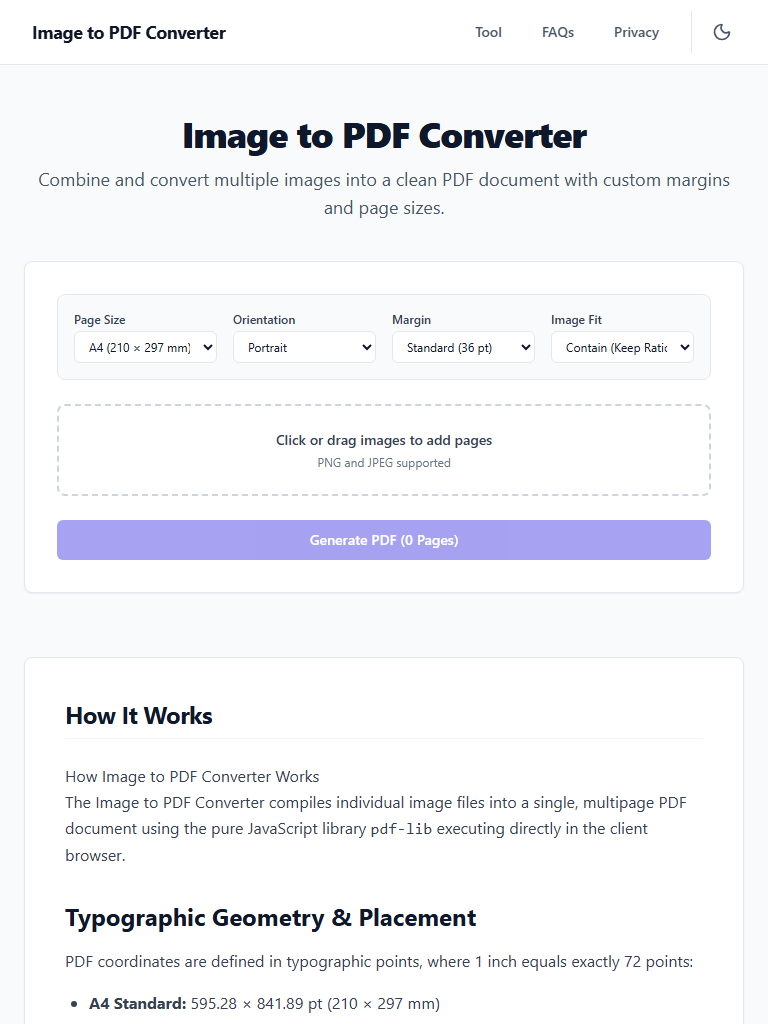 Image to PDF Converter
Tool
FAQs
Privacy
Image to PDF Converter
Combine and convert multiple images into a clean PDF document with custom margins
and page sizes.
Page Size
Orientation
Margin
Image Fit
A4 (210 × 297 mm)
Portrait
Standard (36 pt)
Contain (Keep Ratio
Click or drag images to add pages
PNG and JPEG supported
Generate PDF (0 Pages)
How It Works
How Image to PDF Converter Works
The Image to PDF Converter compiles individual image files into a single, multipage PDF
document using the pure JavaScript library pdf-lib executing directly in the client
browser.
Typographic Geometry & Placement
PDF coordinates are defined in typographic points, where 1 inch equals exactly 72 points:
• A4 Standard: 595.28 × 841.89 pt (210 × 297 mm)